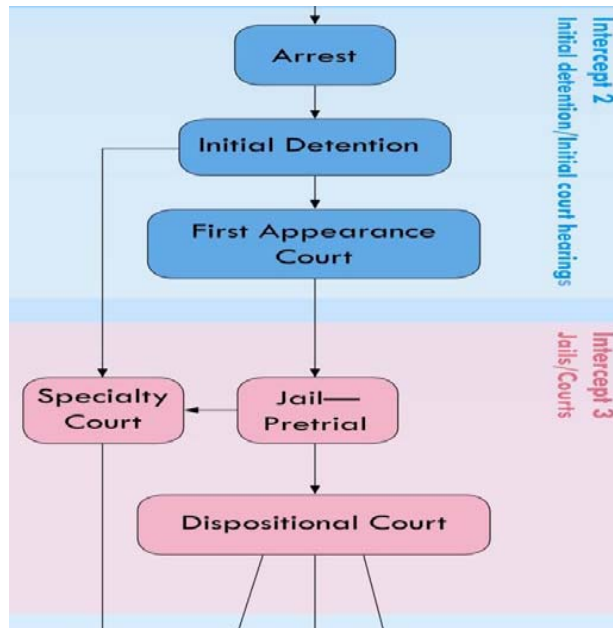 Arrest
Initial Detention
First Appearance
Court
Intercept 2
Initial detention/Initial court hearings
Specialty
Court
Jail—
Pretrial
Dispositional Court
Intercept 3
Jails/Courts